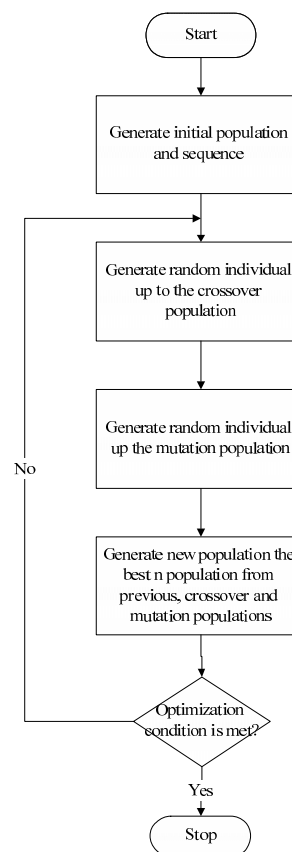 Start
Generate initial population
and sequence
Generate random individual
up to the crossover
population
Generate random individual
up the mutation population
No
Generate new population the
best n population from
previous, crossover and
mutation populations
Optimization
condition is met?
Yes
Stop